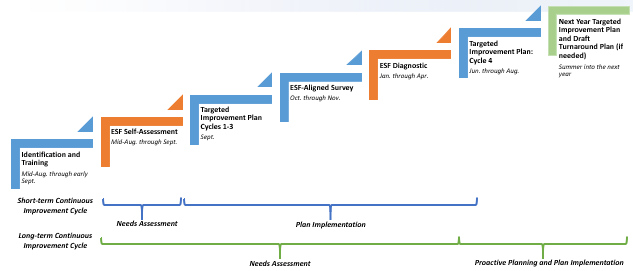 Identification and
Training
Mid-Aug. through early
Sept.
ESF Self-Assessment
Mid-Aug. through Sept.
Targeted
Improvement Plan
Cycles 1-3
Sept.
ESF-Aligned Survey
Oct. through Nov.
ESF Diagnostic
Jan. through Apr.
Targeted
Improvement Plan:
Cycle 4
Jun. through Aug.
Next Year Targeted
Improvement Plan
and Draft
Turnaround Plan (if
needed)
Summer into the next
year
Short-term Continuous
Improvement Cycle
Needs Assessment
Plan Implementation
Long-term Continuous
Improvement Cycle
Needs Assessment
Proactive Planning and Plan Implementation